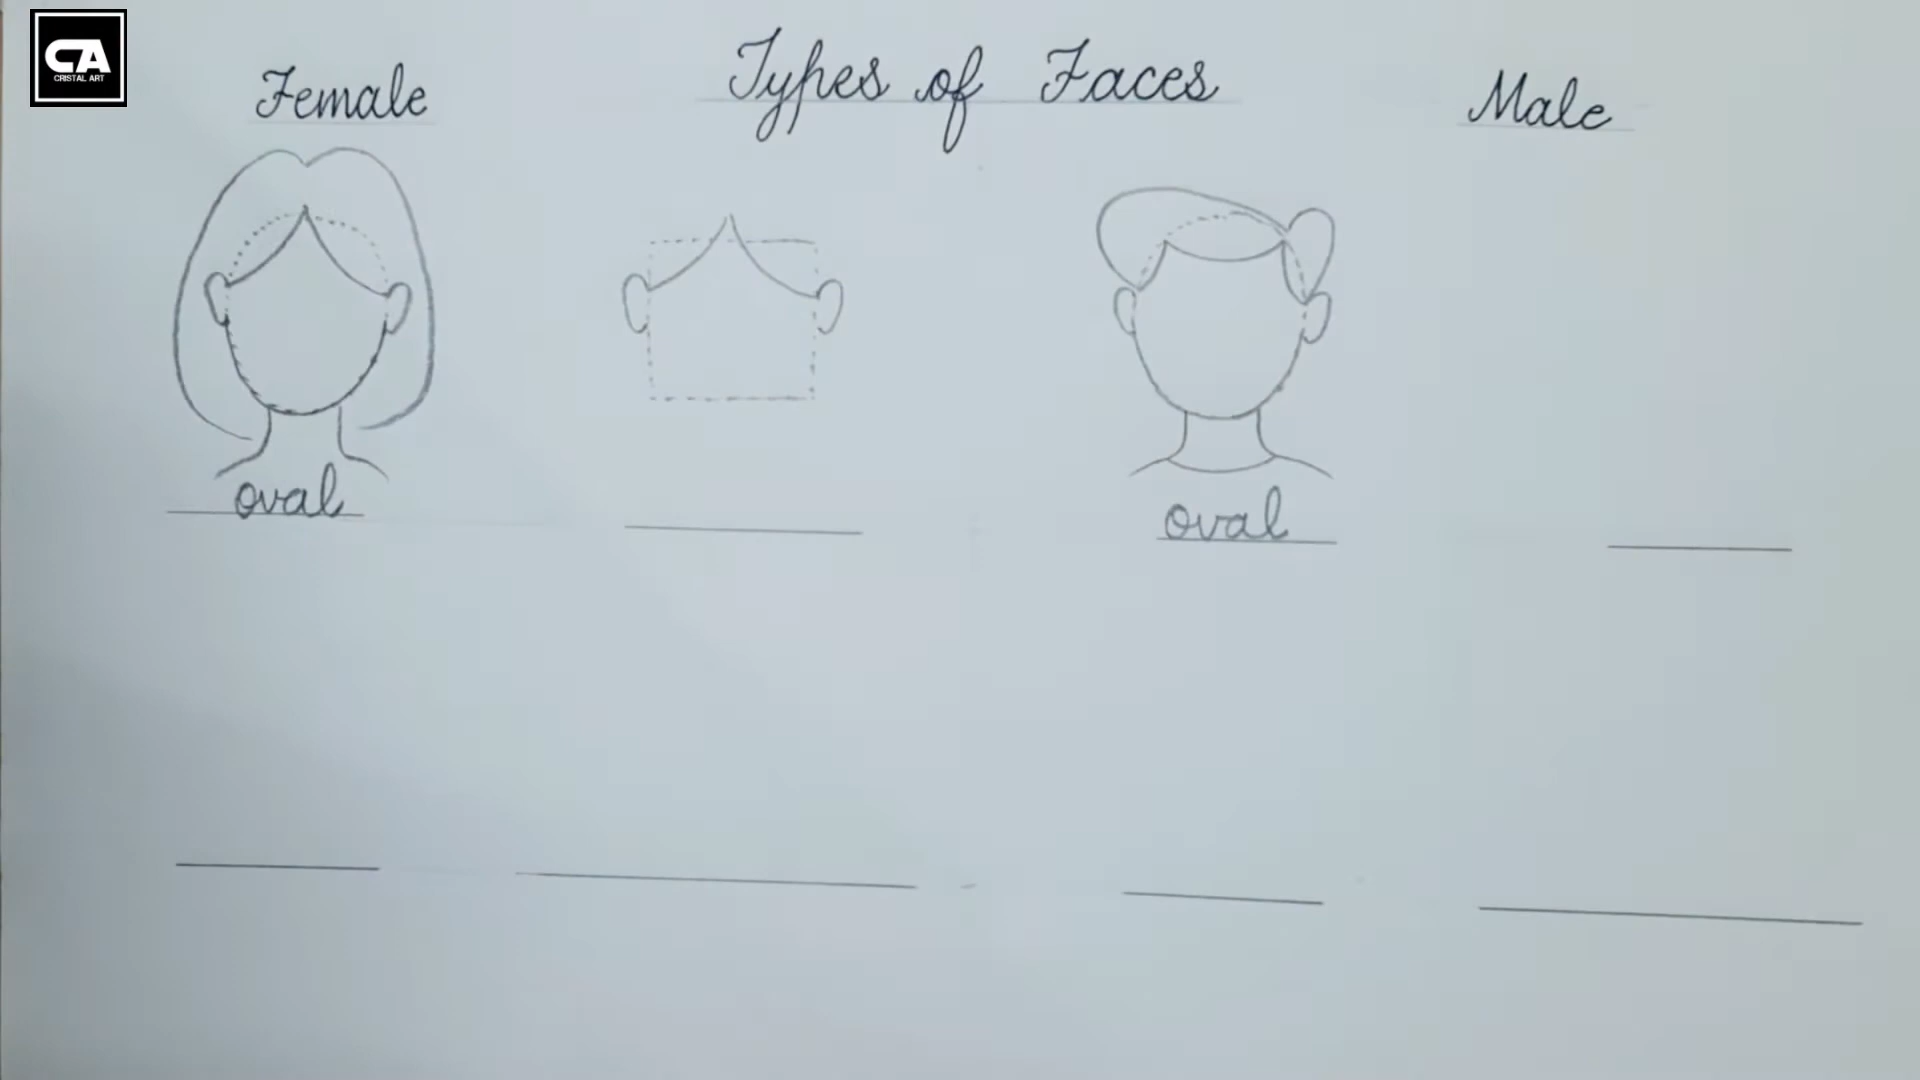 CA
CRISTAL ART
Types of Faces
Female
Male
oval
oval